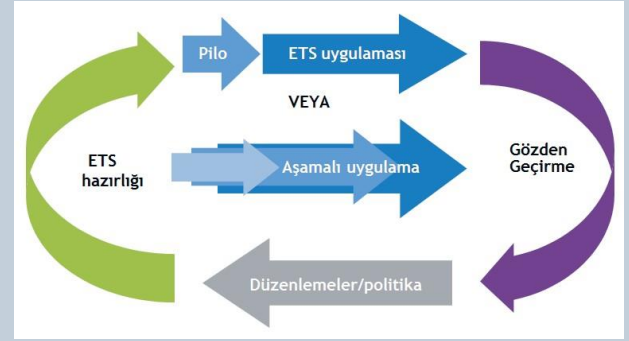 Pilo
ETS uygulaması
VEYA
ETS
hazırlığı
Aşamalı uygulama
Gözden
Geçirme
Düzenlemeler/politika